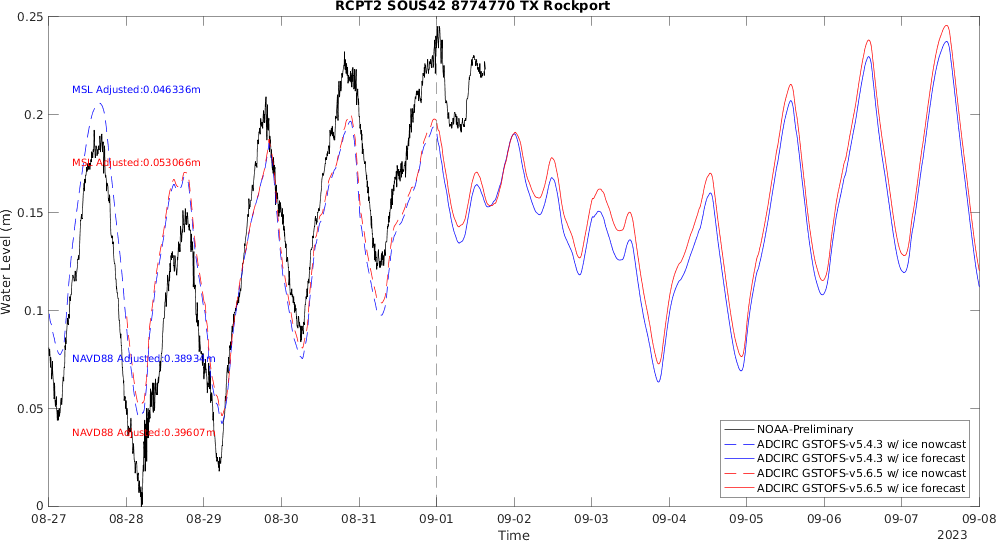 RCPT2 SOUS42 8774770 TX Rockport
0.25
0.2
0.15
0.1
0.05
0
Water Level (m)
MSL Adjusted:0.046336m
MSL Adjusted:0.053066m
NAVD88 Adjusted:0.38934m
NAVD88 Adjusted:0.39607m
NOAA-Preliminary
ADCIRC GSTOFS-v5.4.3 w/ ice nowcast
ADCIRC GSTOFS-v5.4.3 w/ ice forecast
ADCIRC GSTOFS-v5.6.5 w/ ice nowcast
ADCIRC GSTOFS-v5.6.5 w/ ice forecast
08-27 08-28 08-29 08-30 08-31 09-01 09-02 09-03 09-04 09-05 09-06 09-07 09-08
Time
2023